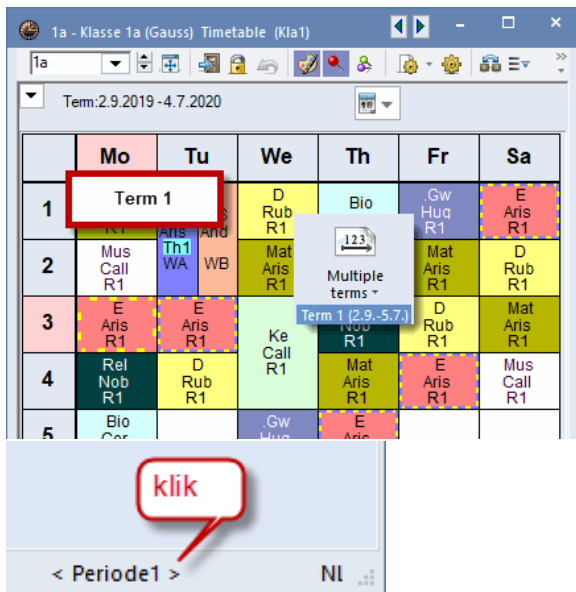 1a - Klasse 1a (Gauss) Timetable (Kla1)
1a
Term:2.9.2019 -4.7.2020
Mo Tu We Th Fr Sa
Term 1
1
R1
Aris And
D
Rub
R1
Bio
.Gw
Hug
R1
E
Aris
R1
2
Mus
Call
R1
Th1
WA WB
Mat
Aris
R1
123
Multiple
terms
Term 1 (2.9.-5.7.)
Mat
Aris
R1
D
Rub
R1
3
E
Aris
R1
E
Aris
R1
Ke
Call
R1
Nob
R1
D
Rub
R1
Mat
Aris
R1
4
Rel
Nob
R1
D
Rub
R1
Mat
Aris
R1
E
Aris
R1
Mus
Call
R1
5
Bio
Cer
.Gw
Hug
E
Aris
klik
< Periode1 >
Nl